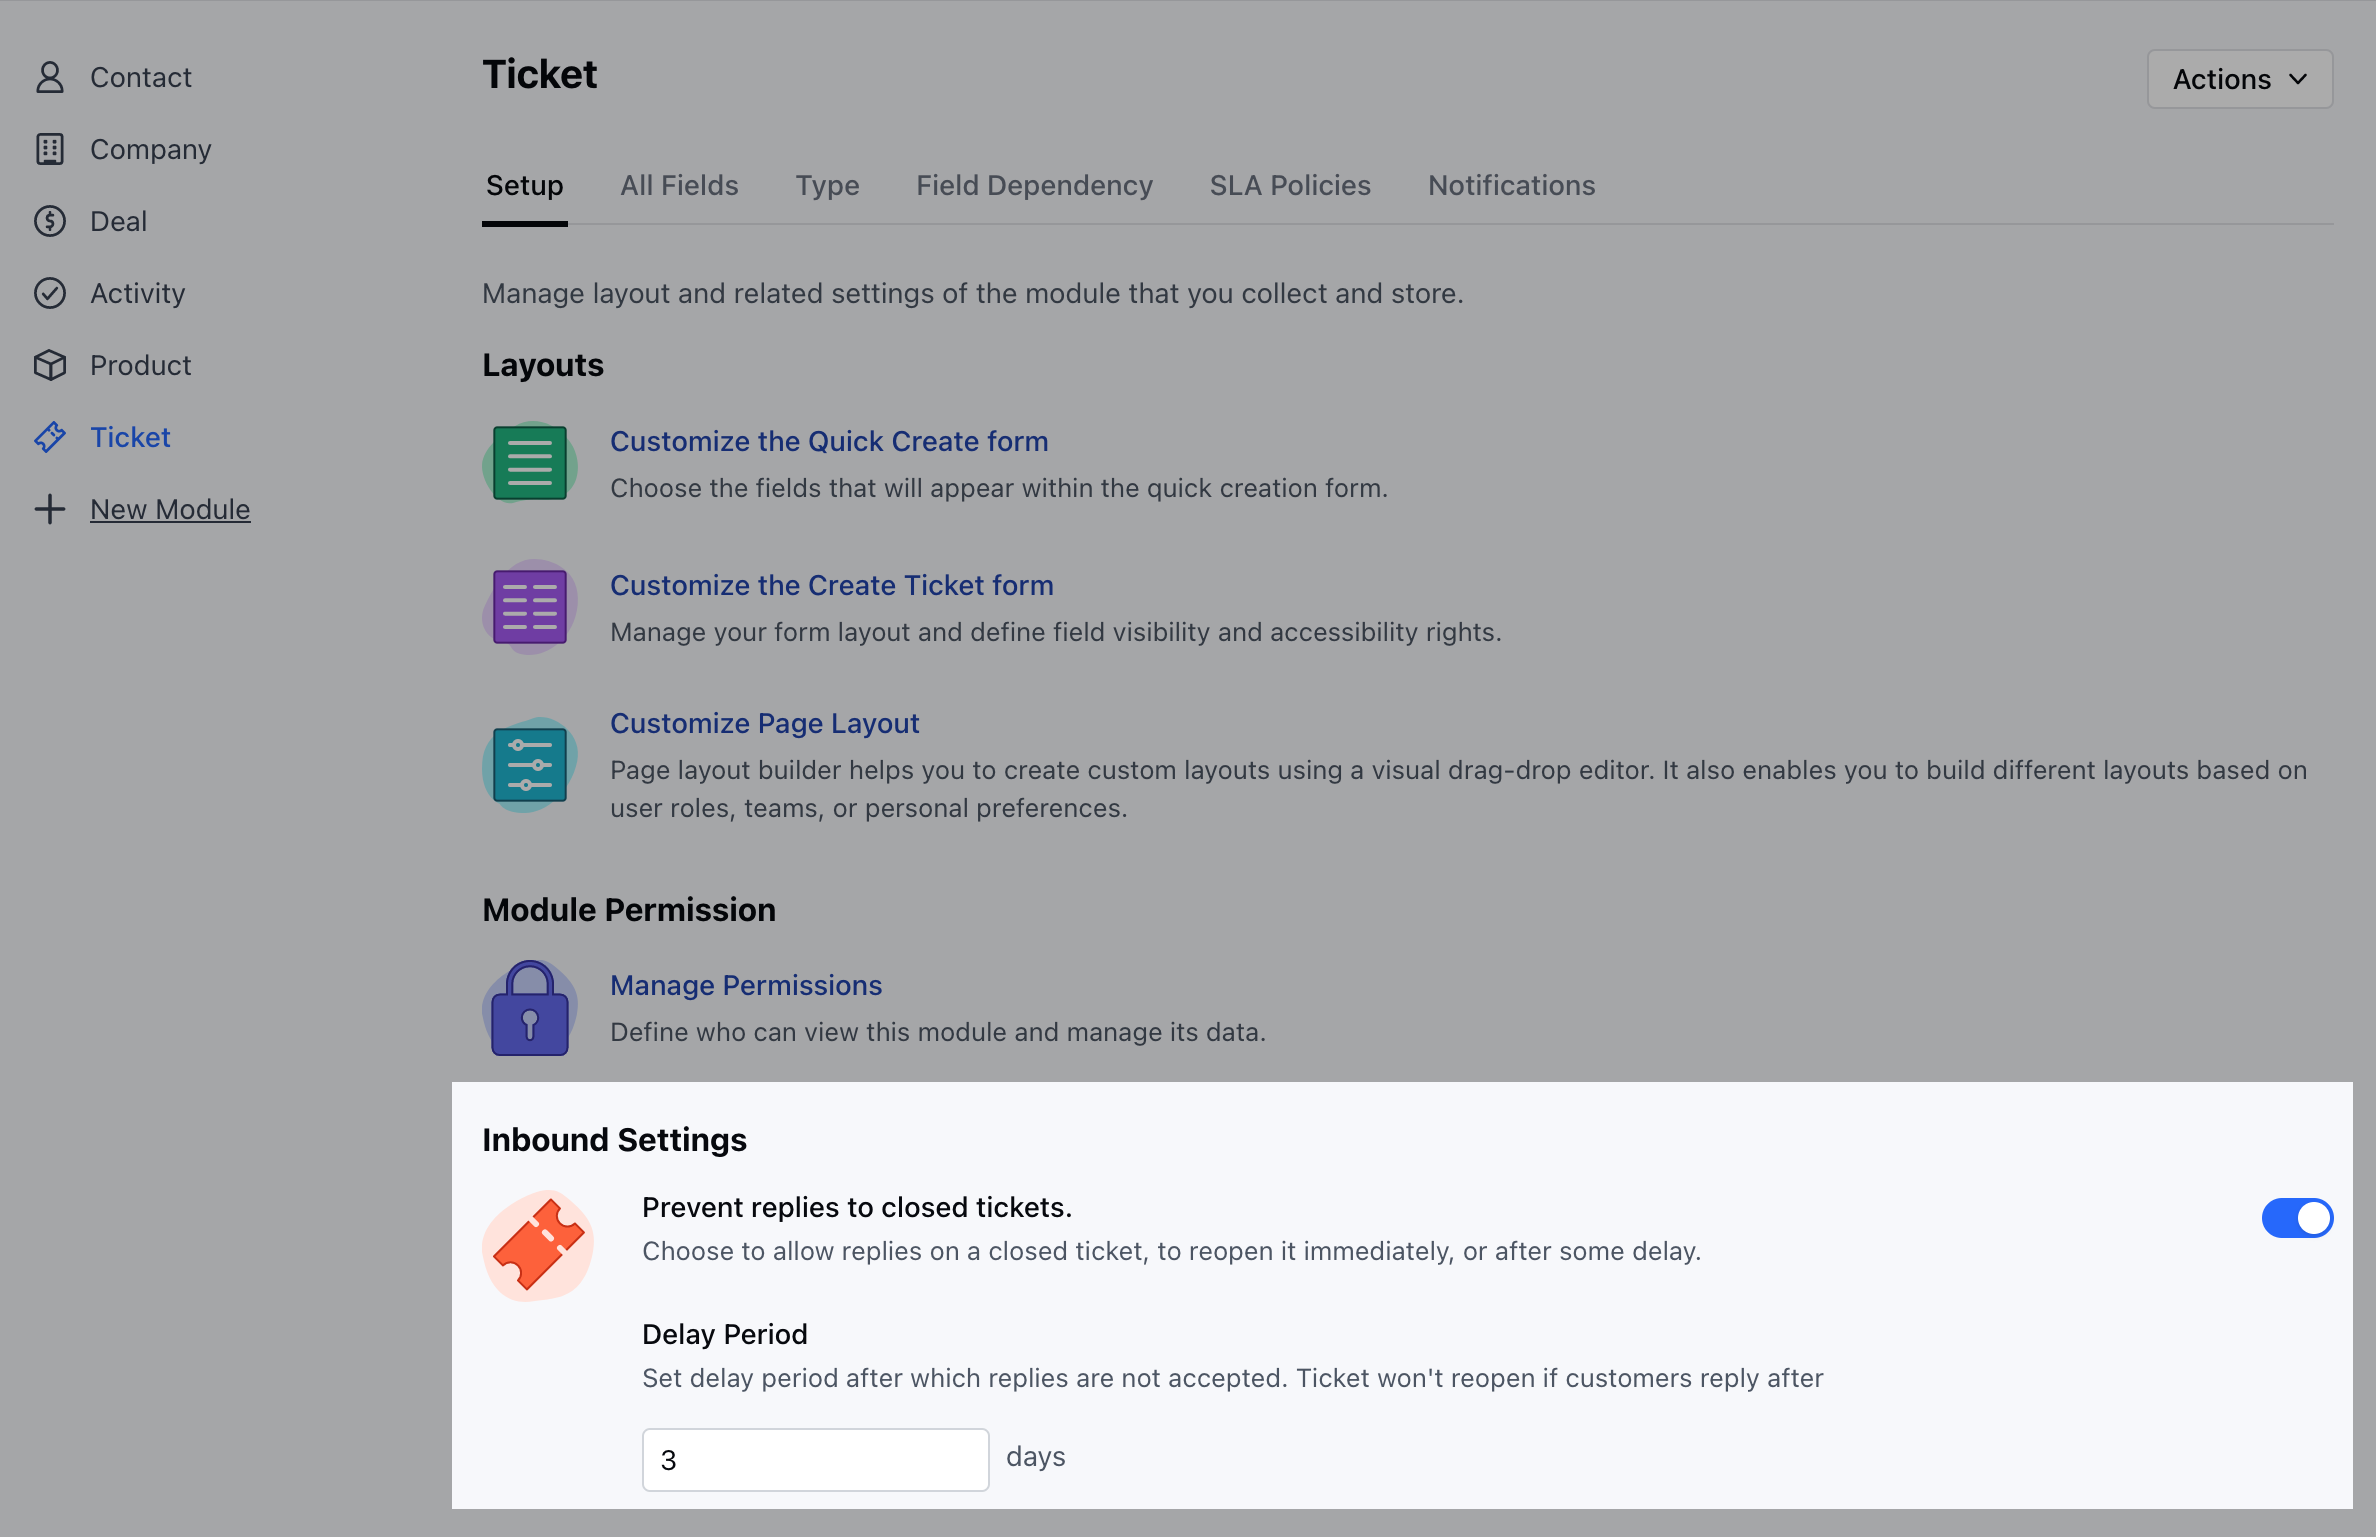 Contact
Company
Deal
Activity
Product
Ticket
New Module
Ticket
Actions
Setup
All Fields
Type
Field Dependency
SLA Policies
Notifications
Manage layout and related settings of the module that you collect and store.
Layouts
Customize the Quick Create form
Choose the fields that will appear within the quick creation form.
Customize the Create Ticket form
Manage your form layout and define field visibility and accessibility rights.
Customize Page Layout
Page layout builder helps you to create custom layouts using a visual drag-drop editor. It also enables you to build different layouts based on
user roles, teams, or personal preferences.
Module Permission
Manage Permissions
Define who can view this module and manage its data.
Inbound Settings
Prevent replies to closed tickets.
Choose to allow replies on a closed ticket, to reopen it immediately, or after some delay.
Delay Period
Set delay period after which replies are not accepted. Ticket won't reopen if customers reply after
3 days